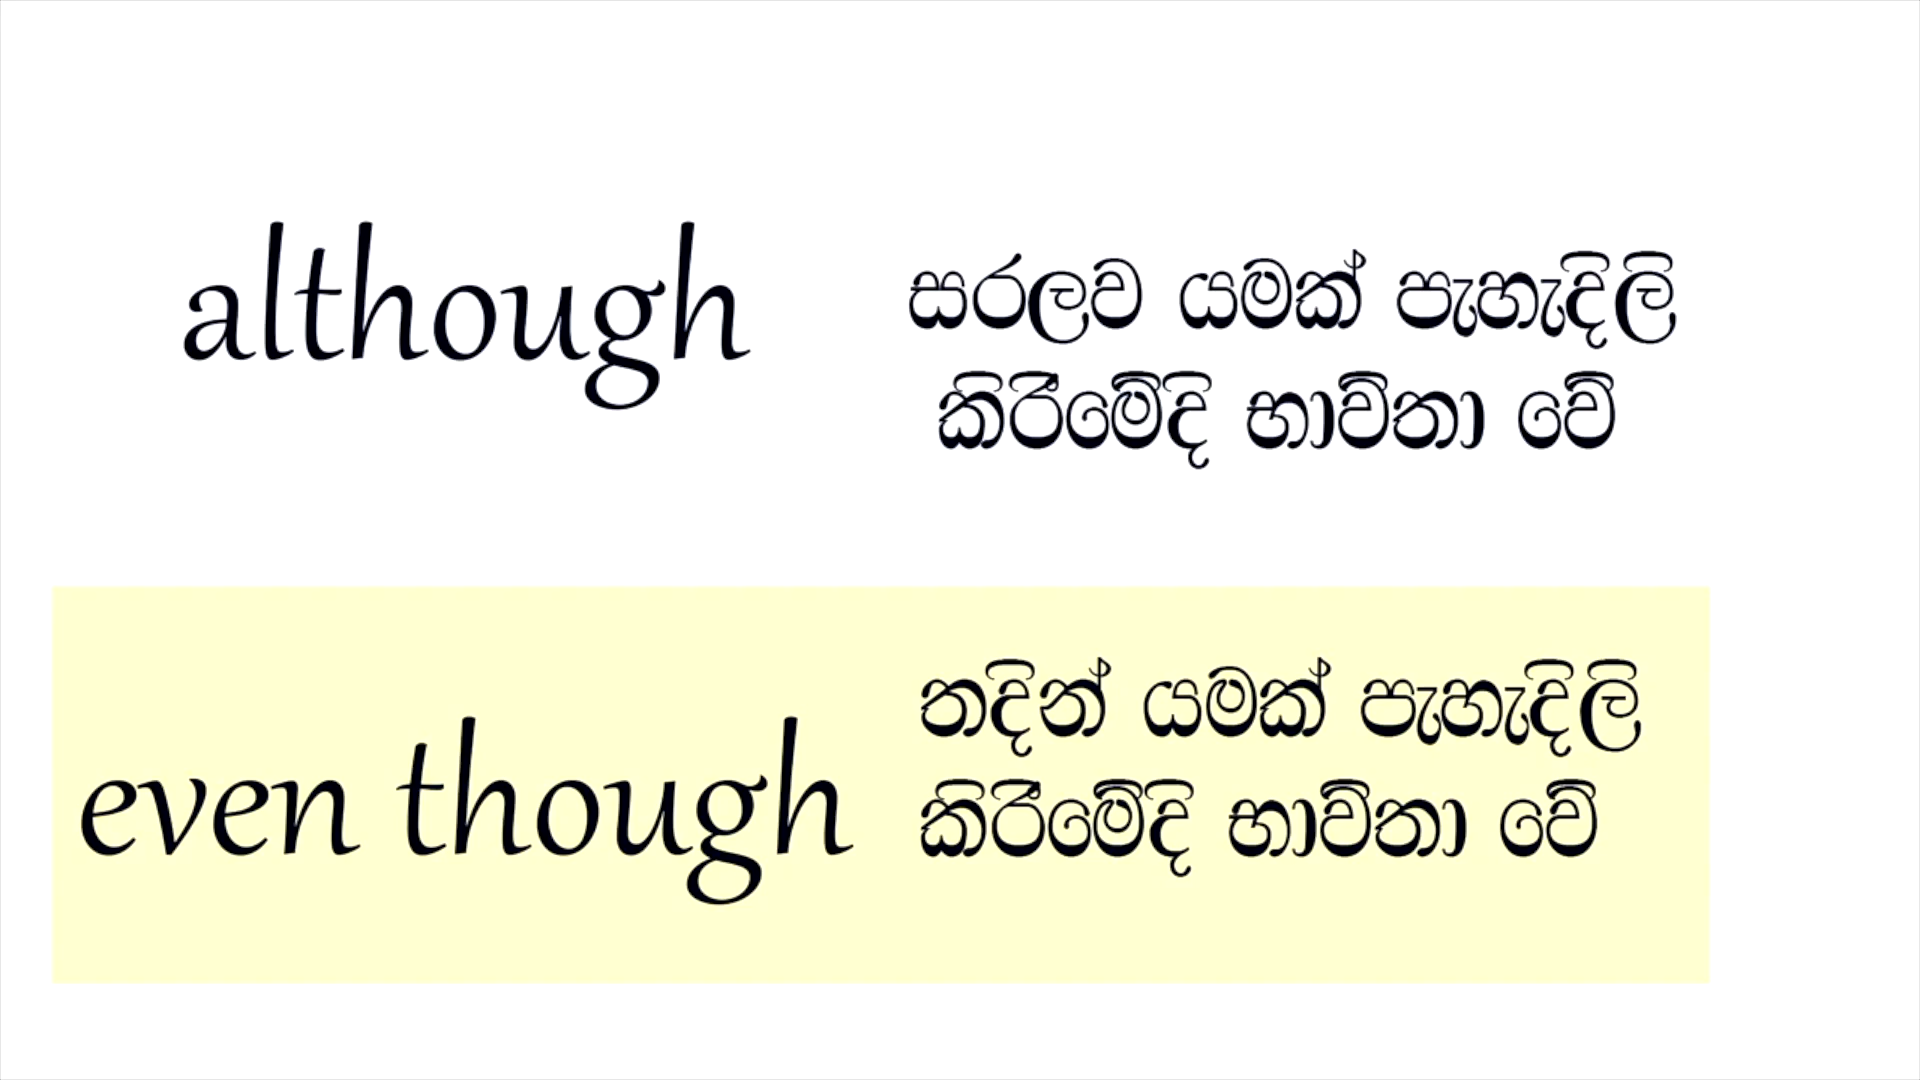 although
සරලව යමක් පැහැදිලි
කිරීමේදි භාවිතා වේ
even though
තදින් යමක් පැහැදිලි
කිරීමේදි භාවිතා වේ